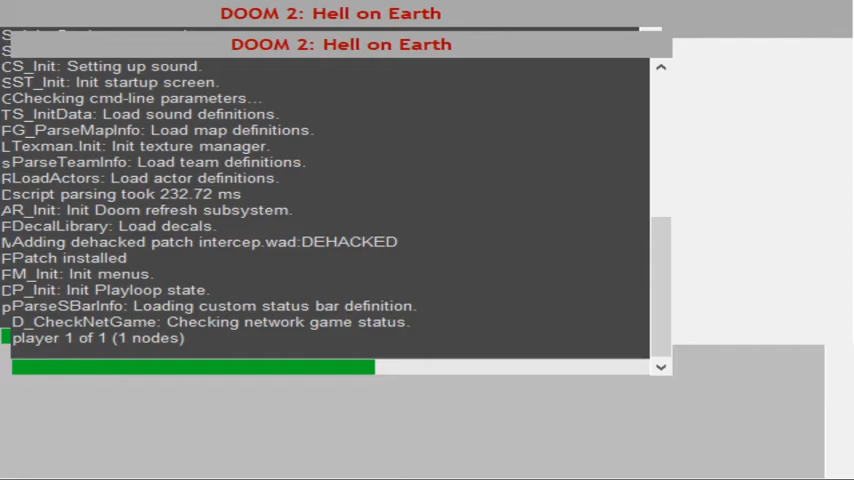 DOOM 2: Hell on Earth
DOOM 2: Hell on Earth
S_Init: Setting up sound.
ST_Init: Init startup screen.
Checking cmd-line parameters...
S_InitData: Load sound definitions.
G_ParseMapInfo: Load map definitions.
Texman.Init: Init texture manager.
ParseTeamInfo: Load team definitions.
LoadActors: Load actor definitions.
script parsing took 232.72 ms
R_Init: Init Doom refresh subsystem.
DecalLibrary: Load decals.
Adding dehacked patch intercep.wad:DEHACKED
Patch installed
M_Init: Init menus.
P_Init: Init Playloop state.
ParseSBarInfo: Loading custom status bar definition.
D_CheckNetGame: Checking network game status.
player 1 of 1 (1 nodes)